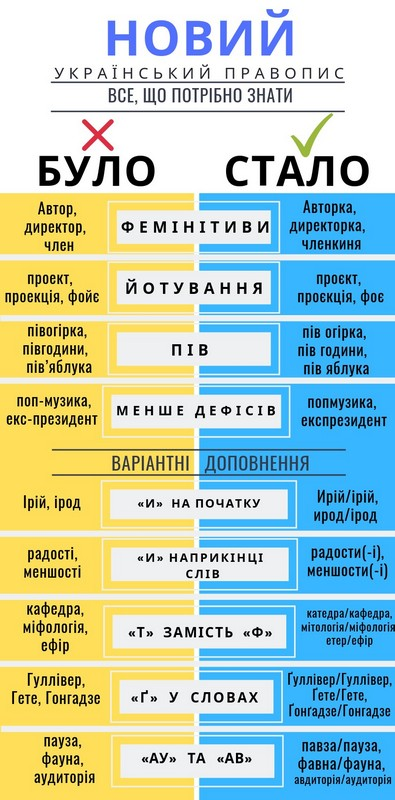 НОВИЙ
УКРАЇНСЬКИЙ ПРАВОПИС
ВСЕ, ЩО ПОТРІБНО ЗНАТИ
БУЛО
СТАЛО
Автор,
директор,
член
ФЕМІНІТИВИ
Авторка,
директорка,
членкиня
проект,
проекція, фойє
ЙОТУВАННЯ
проєкт,
проєкція, фоє
півогірка,
півгодини,
пів'яблука
ПІВ
пів огірка,
пів години,
пів яблука
поп-музика,
екс-президент
МЕНШЕ ДЕФІСІВ
попмузика,
експрезидент
ВАРІАНТНІ ДОПОВНЕННЯ
Ірій, ірод
«И» НА ПОЧАТКУ
Ирій/ірій,
ирод/ірод
радості,
меншості
«И» НАПРИКІНЦІ
СЛІВ
радости(-і),
меншости(-і)
кафедра,
міфологія,
ефір
«Т» ЗАМІСТЬ «Ф»
катедра/кафедра,
мітологія/міфологія
етер/ефір
Гуллівер,
Гете, Гонгадзе
«Ґ» У СЛОВАХ
Ґуллівер/Гуллівер,
Ґете/Гете,
Ґонґадзе/Гонгадзе
пауза,
фауна,
аудиторія
«АУ» ТА «АВ»
павза/пауза,
фавна/фауна,
авдиторія/аудиторія